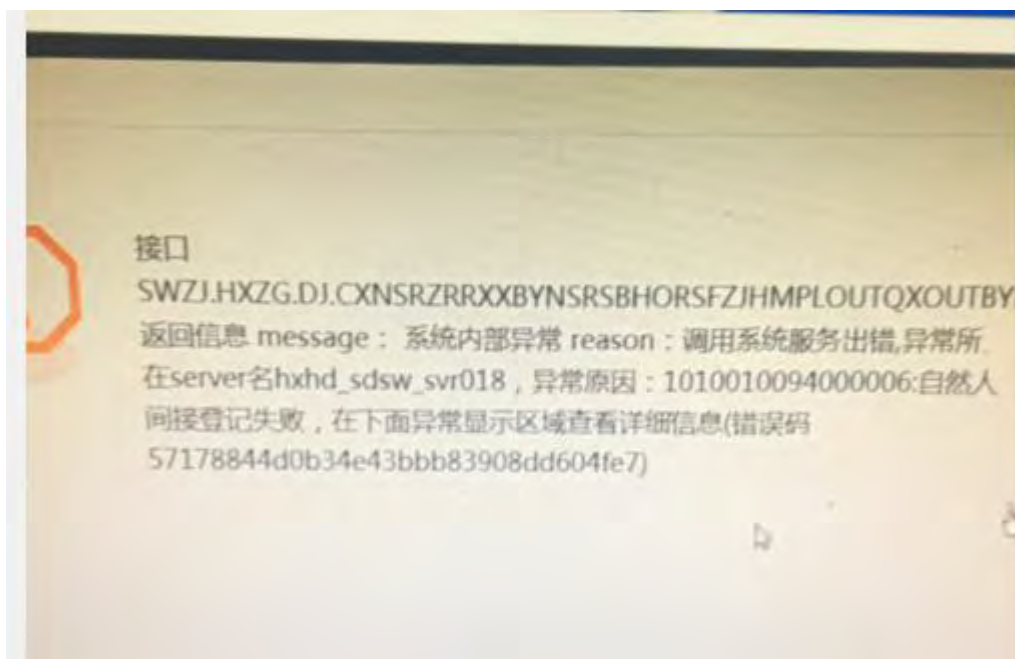 接口
SWZJ.HXZG.DJ.CXNSRZRRXXBYNSRSBHORSFZJHMPLOUTQXOUTBY
返回信息 message： 系统内部异常 reason：调用系统服务出错,异常所
在server名hxhd_sdsw_svr018，异常原因：1010010094000006:自然人
间接登记失败，在下面异常显示区域查看详细信息(错误码
57178844d0b34e43bbb83908dd604fe7)